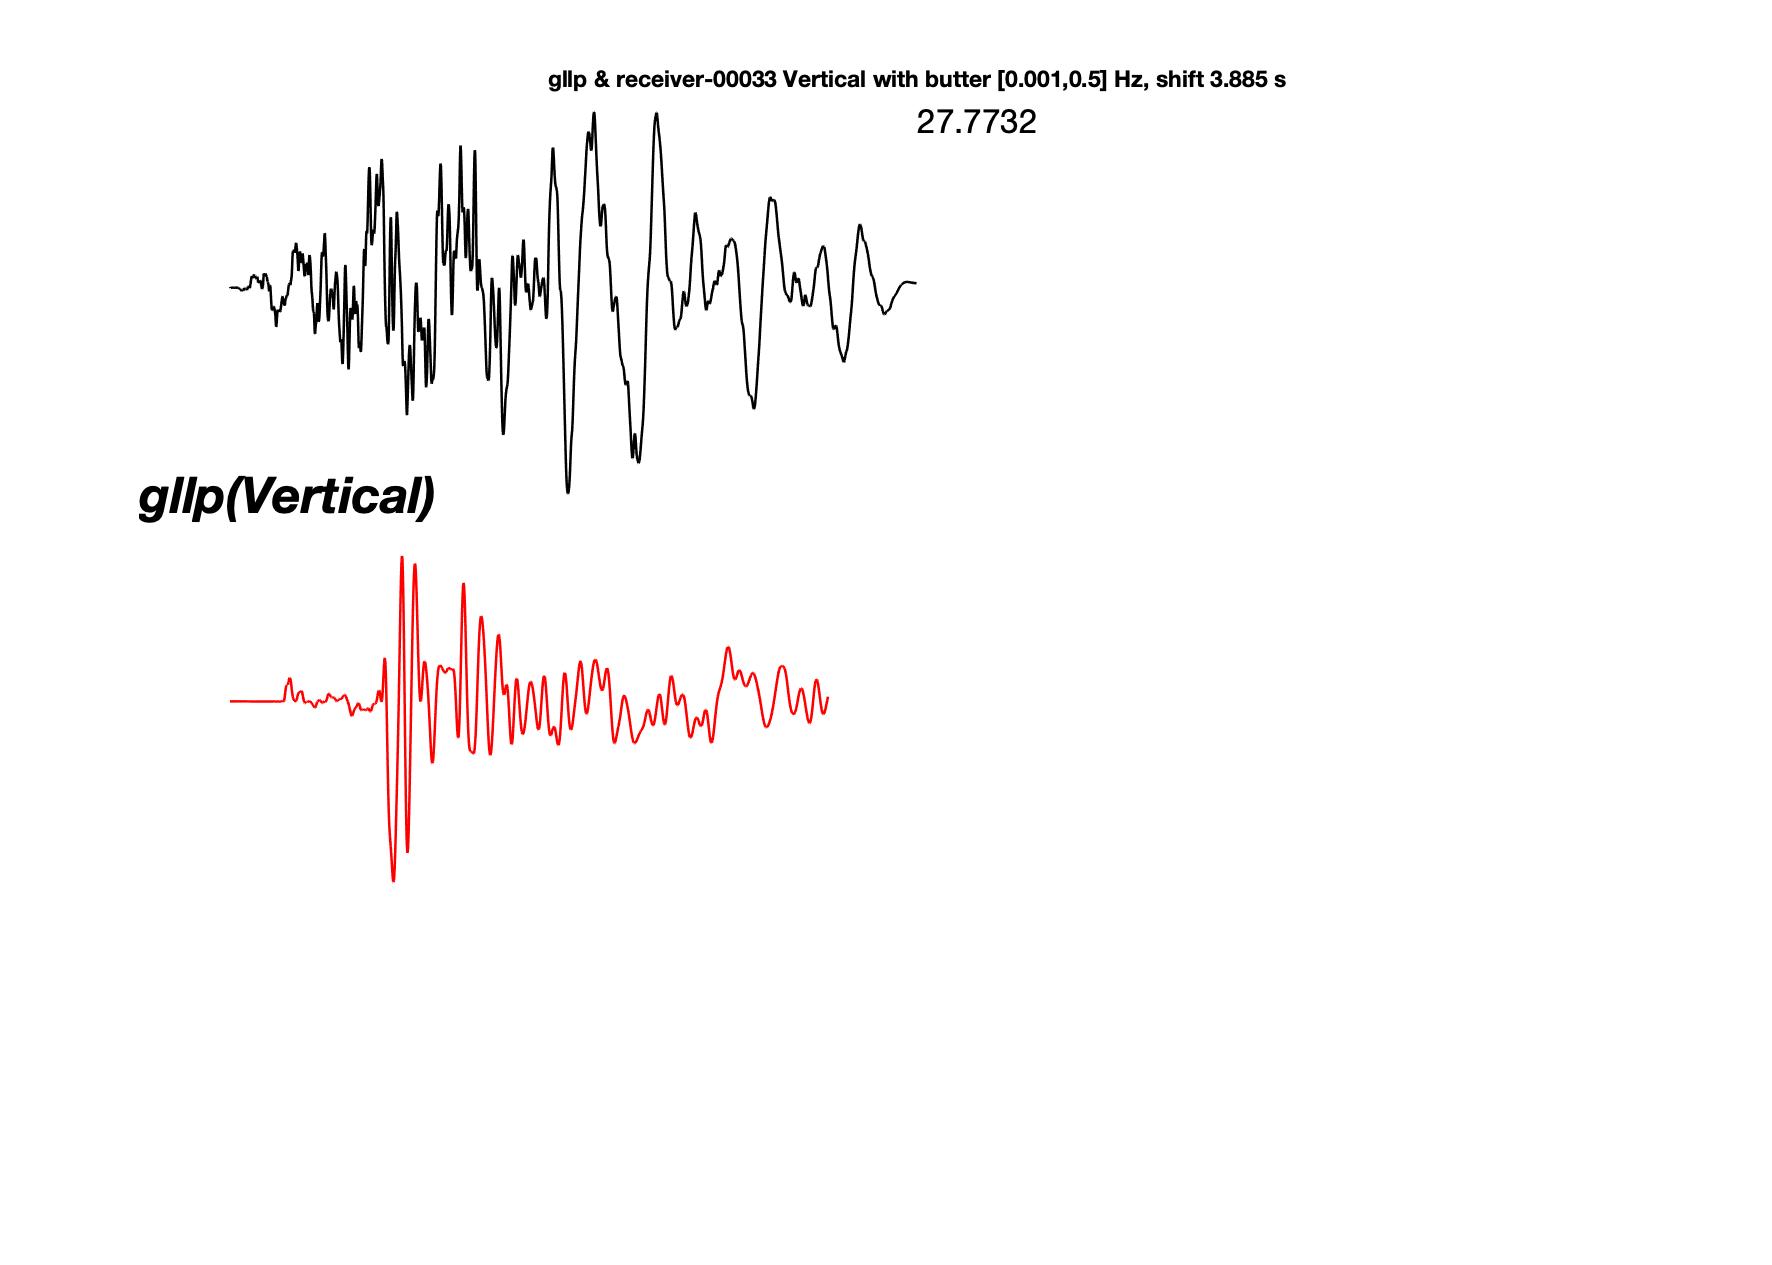 gllp & receiver-00033 Vertical with butter [0.001,0.5] Hz, shift 3.885 s
27.7732
gllp(Vertical)